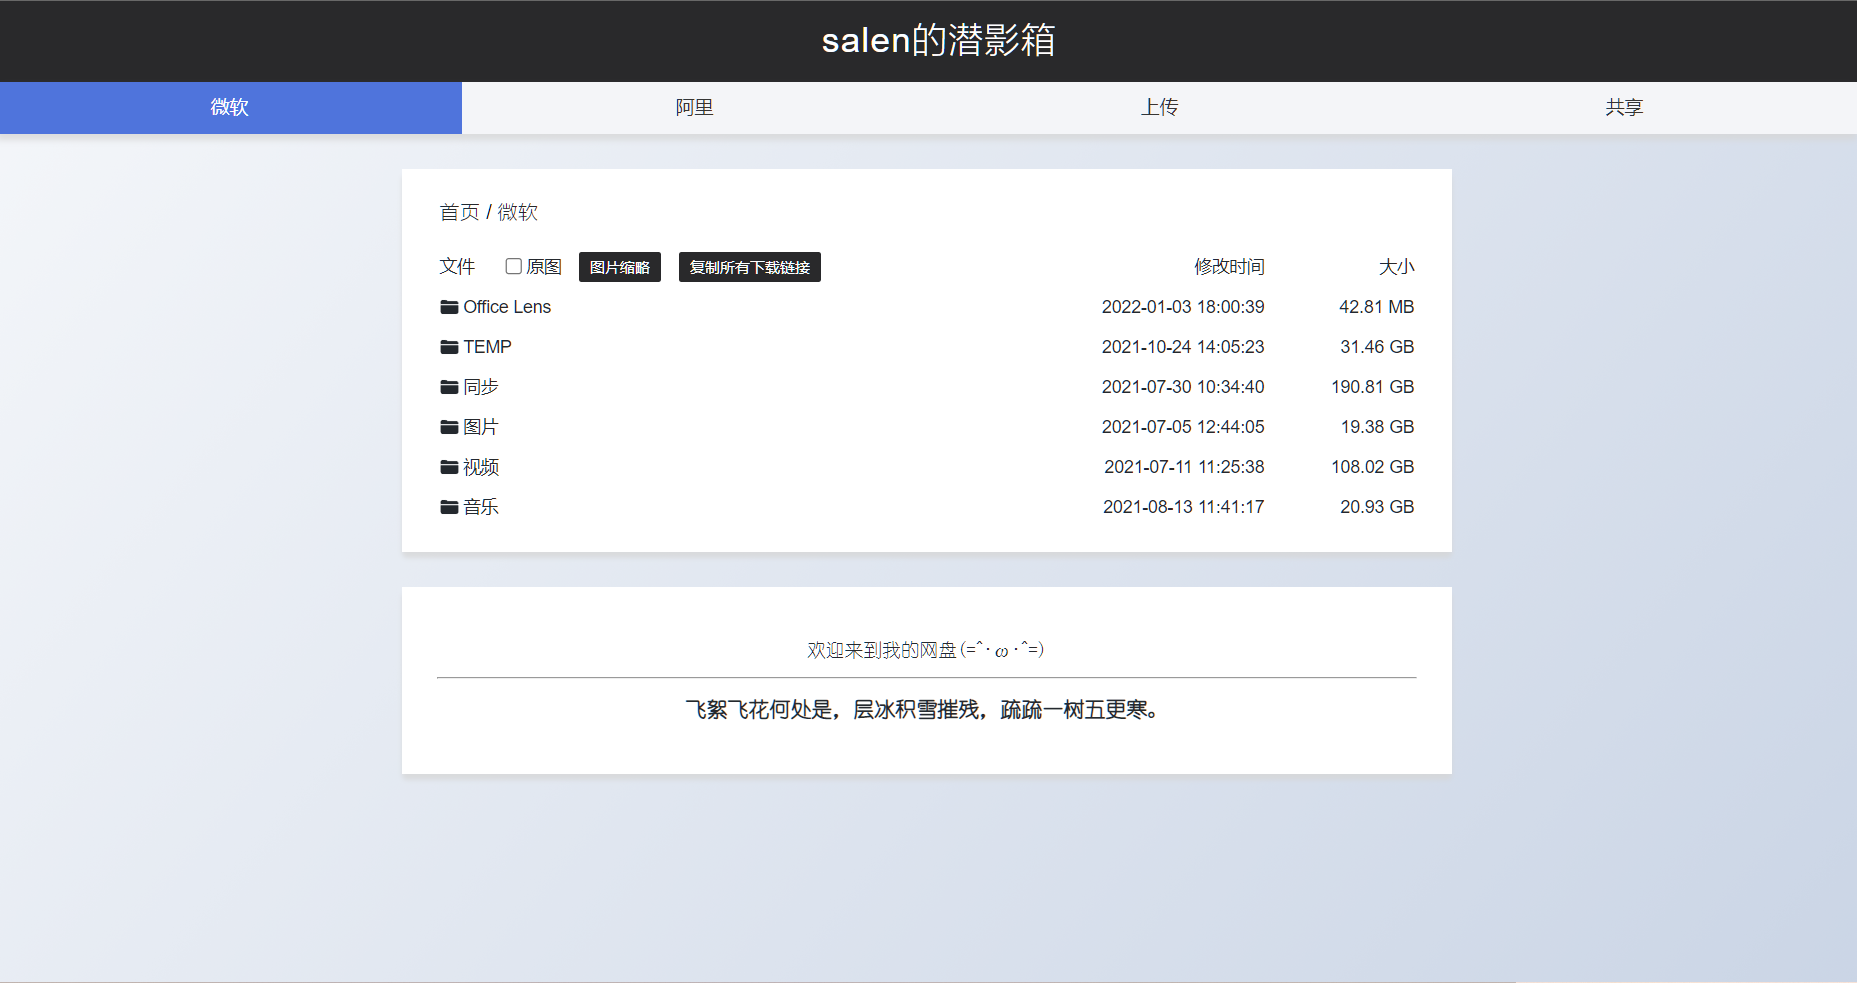 salen的潜影箱
微软 阿里 上传 共享
首页 / 微软
文件 原图 图片缩略 复制所有下载链接 修改时间 大小
Office Lens 2022-01-03 18:00:39 42.81 MB
TEMP 2021-10-24 14:05:23 31.46 GB
同步 2021-07-30 10:34:40 190.81 GB
图片 2021-07-05 12:44:05 19.38 GB
视频 2021-07-11 11:25:38 108.02 GB
音乐 2021-08-13 11:41:17 20.93 GB
欢迎来到我的网盘(=^･ω･^=)
飞絮飞花何处是，层冰积雪摧残，疏疏一树五更寒。